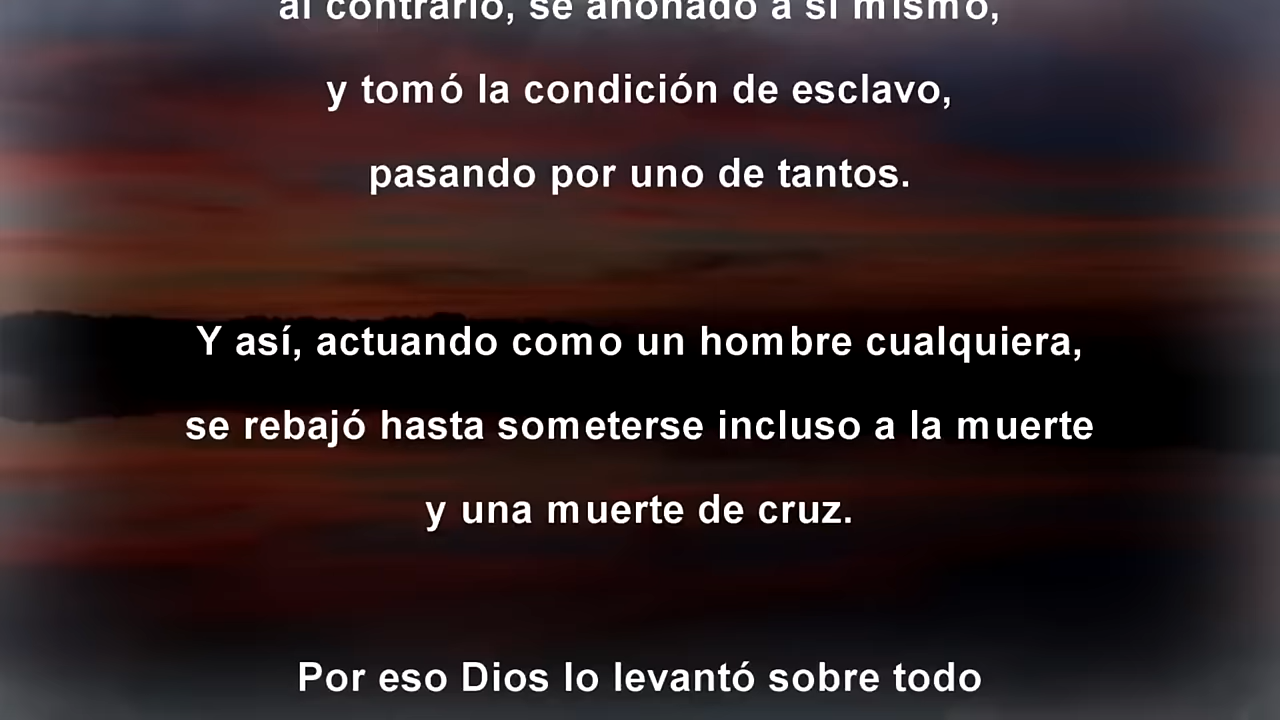 al contrario, se anonadó a sí mismo,
y tomó la condición de esclavo,
pasando por uno de tantos.
Y así, actuando como un hombre cualquiera,
se rebajó hasta someterse incluso a la muerte
y una muerte de cruz.
Por eso Dios lo levantó sobre todo